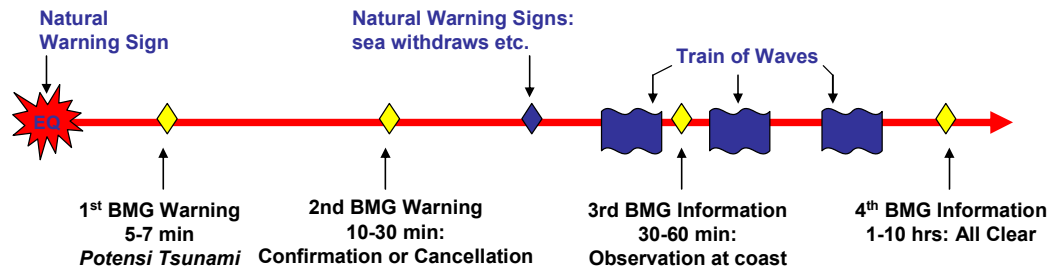 Natural
Warning Sign
Natural Warning Signs:
sea withdraws etc.
Train of Waves
EQ
1st BMG Warning
5-7 min
Potensi Tsunami
2nd BMG Warning
10-30 min:
Confirmation or Cancellation
3rd BMG Information
30-60 min:
Observation at coast
4th BMG Information
1-10 hrs: All Clear